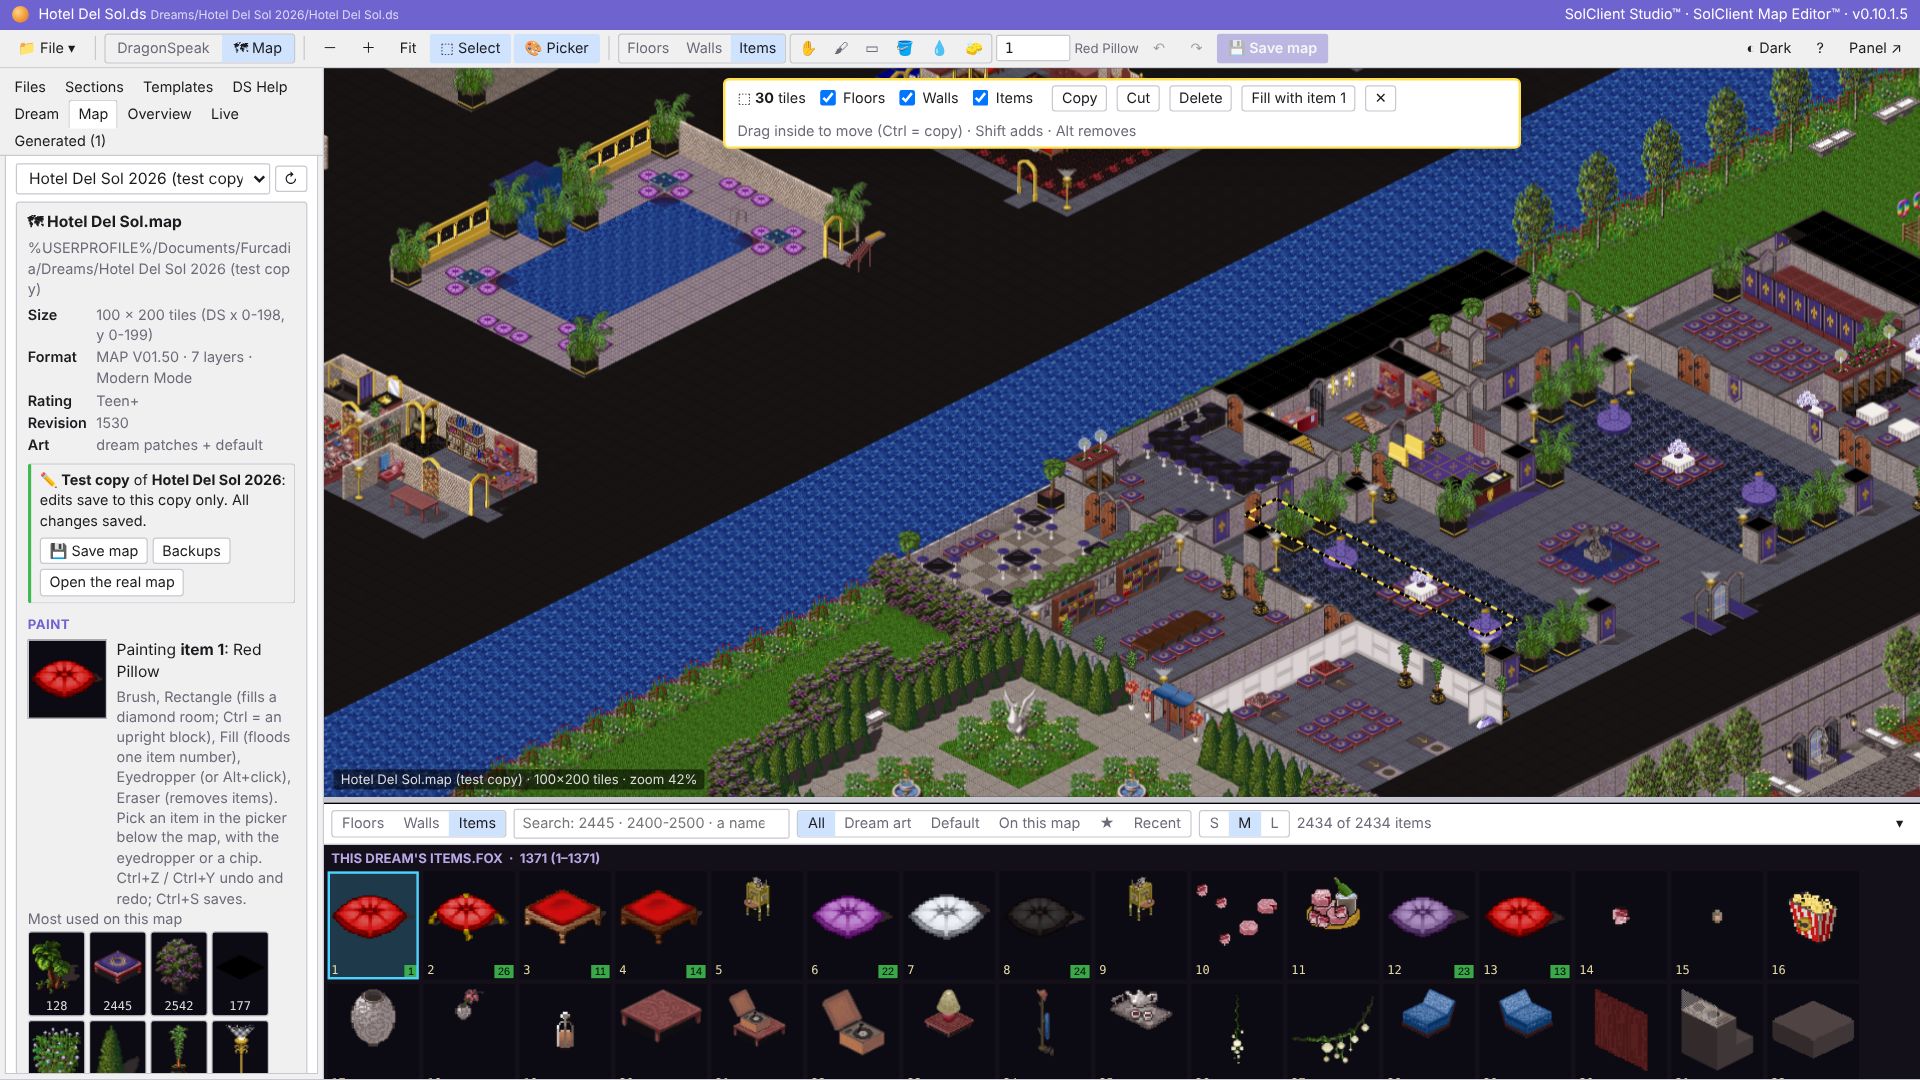 Hotel Del Sol.ds Dreams/Hotel Del Sol 2026/Hotel Del Sol.ds
SolClient Studio™ · SolClient Map Editor™ · v0.10.1.5
File ▾ DragonSpeak Map − + Fit Select Picker Floors Walls Items 1 Red Pillow Save map Dark ? Panel ↗
Files Sections Templates DS Help
Dream Map Overview Live
Generated (1)
Hotel Del Sol 2026 (test copy
Hotel Del Sol.map
%USERPROFILE%/Documents/Furcadi
a/Dreams/Hotel Del Sol 2026 (test cop
y)
Size 100 × 200 tiles (DS x 0-198,
y 0-199)
Format MAP V01.50 · 7 layers ·
Modern Mode
Rating Teen+
Revision 1530
Art dream patches + default
Test copy of Hotel Del Sol 2026:
edits save to this copy only. All
changes saved.
Save map Backups
Open the real map
PAINT
Painting item 1: Red
Pillow
Brush, Rectangle (fills a
diamond room; Ctrl = an
upright block), Fill (floods
one item number),
Eyedropper (or Alt+click),
Eraser (removes items).
Pick an item in the picker
below the map, with the
eyedropper or a chip.
Ctrl+Z / Ctrl+Y undo and
redo; Ctrl+S saves.
Most used on this map
128 2445 2542 177
30 tiles Floors Walls Items Copy Cut Delete Fill with item 1 ✕
Drag inside to move (Ctrl = copy) · Shift adds · Alt removes
Hotel Del Sol.map (test copy) · 100×200 tiles · zoom 42%
Floors Walls Items Search: 2445 · 2400-2500 · a name All Dream art Default On this map ★ Recent S M L 2434 of 2434 items
THIS DREAM'S ITEMS.FOX · 1371 (1–1371)
1 1 2 26 3 11 4 14 5 6 22 7 8 24 9 10 11 12 23 13 13 14 15 16